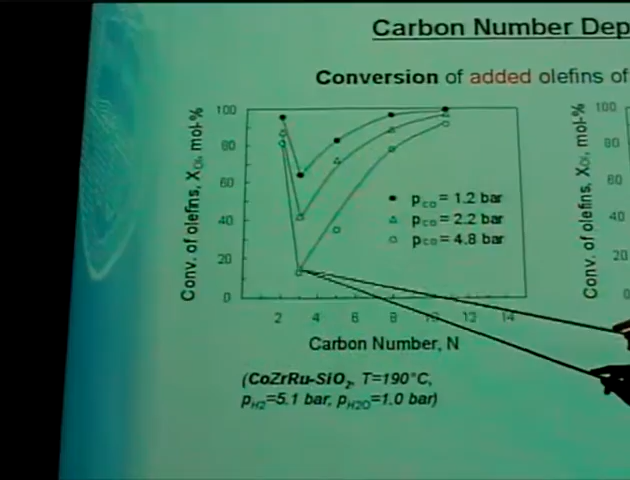 Carbon Number Dep
Conversion of added olefins of
Conv. of olefins, X_Ol, mol-%
100
80
60
40
20
0
2 4 6 8 10 12 14
Carbon Number, N
p_CO = 1.2 bar
p_CO = 2.2 bar
p_CO = 4.8 bar
(CoZrRu-SiO₂, T=190°C,
p_H2=5.1 bar, p_H2O=1.0 bar)
Conv. of olefins, X_Ol, mol-%
100
80
60
40
20
0